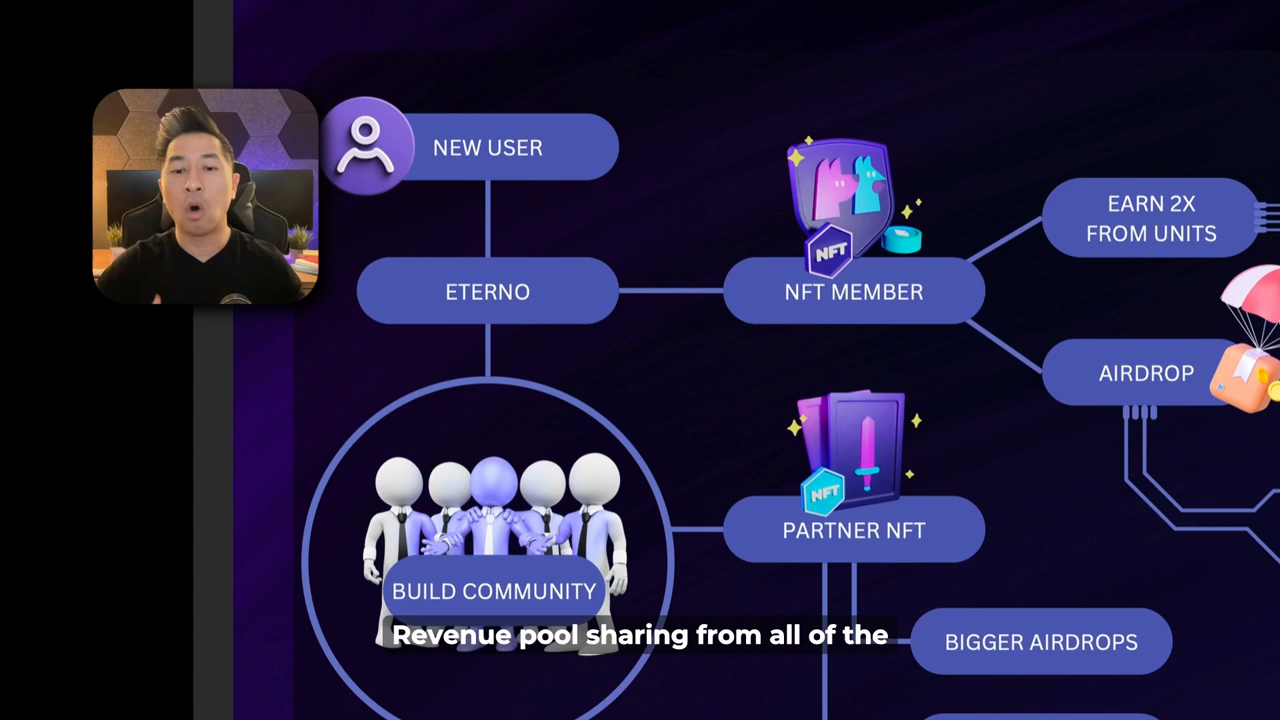 NEW USER
ETERNO
NFT
NFT MEMBER
EARN 2X
FROM UNITS
AIRDROP
NFT
PARTNER NFT
BUILD COMMUNITY
Revenue pool sharing from all of the
BIGGER AIRDROPS